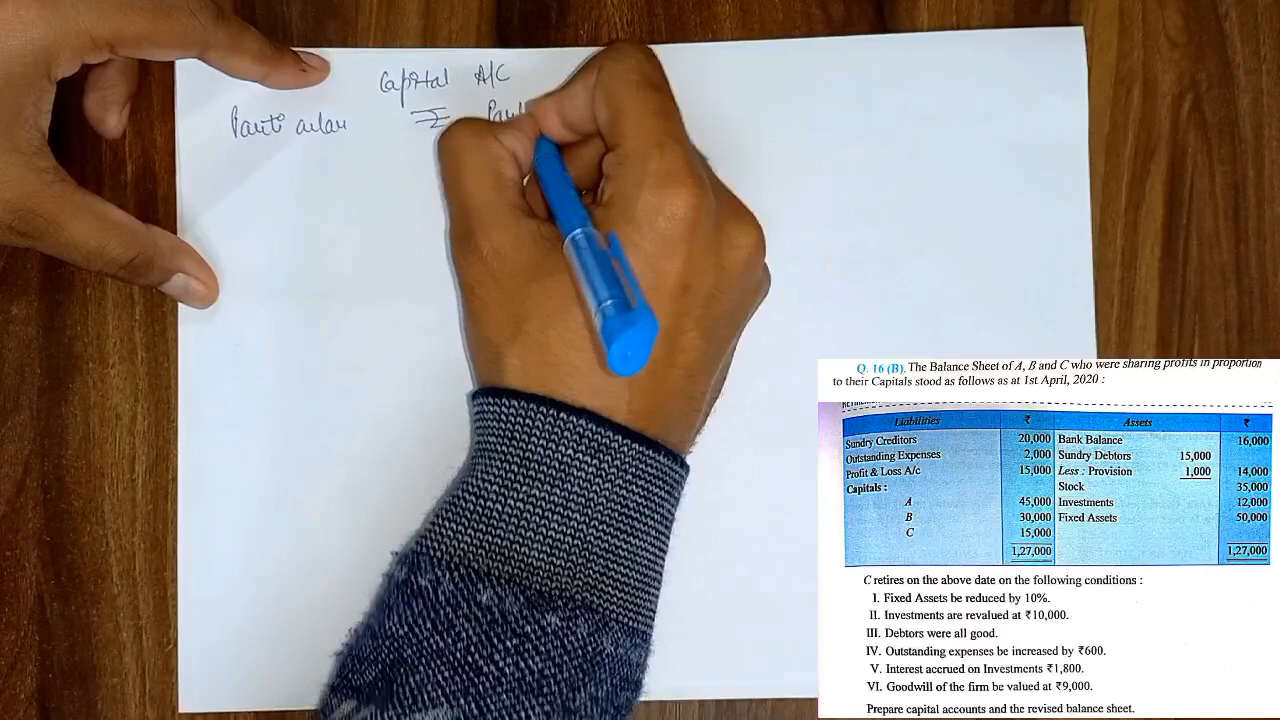 Capital A/C
Particular ₹
Q. 16 (B). The Balance Sheet of A, B and C who were sharing profits in proportion
to their Capitals stood as follows as at 1st April, 2020 :
Liabilities ₹ Assets ₹
Sundry Creditors 20,000 Bank Balance 16,000
Outstanding Expenses 2,000 Sundry Debtors 15,000
Profit & Loss A/c 15,000 Less : Provision 1,000 14,000
Capitals : Stock 35,000
A 45,000 Investments 12,000
B 30,000 Fixed Assets 50,000
C 15,000
1,27,000 1,27,000
C retires on the above date on the following conditions :
I. Fixed Assets be reduced by 10%.
II. Investments are revalued at ₹10,000.
III. Debtors were all good.
IV. Outstanding expenses be increased by ₹600.
V. Interest accrued on Investments ₹1,800.
VI. Goodwill of the firm be valued at ₹9,000.
Prepare capital accounts and the revised balance sheet.